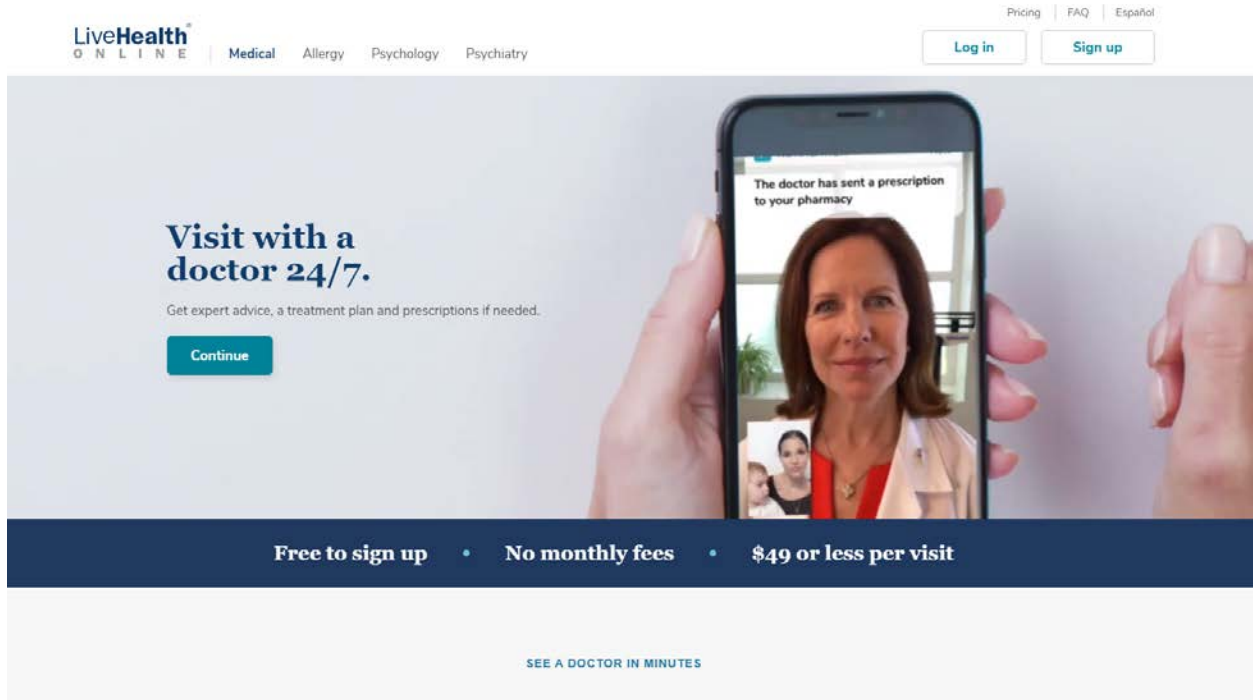 Pricing
FAQ
Español
LiveHealth®
ONLINE
Medical
Allergy
Psychology
Psychiatry
Log in
Sign up
The doctor has sent a prescription
to your pharmacy
Visit with a
doctor 24/7.
Get expert advice, a treatment plan and prescriptions if needed.
Continue
Free to sign up • No monthly fees • $49 or less per visit
SEE A DOCTOR IN MINUTES